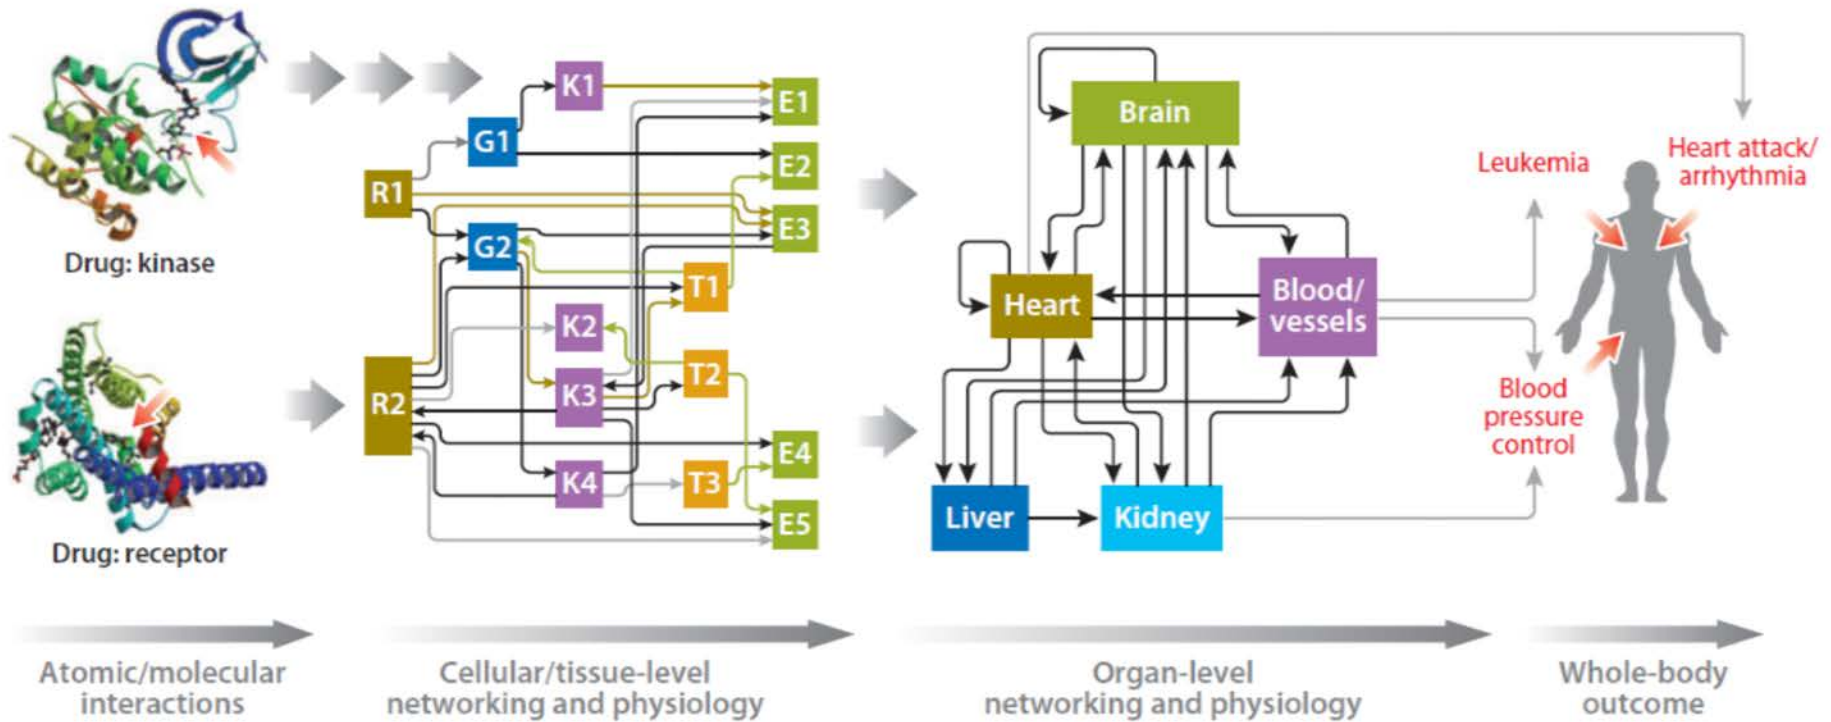 Drug: kinase
Drug: receptor
Atomic/molecular
interactions
K1
G1
R1
G2
K2
K3
R2
K4
T1
T2
T3
E1
E2
E3
E4
E5
Cellular/tissue-level
networking and physiology
Brain
Heart
Blood/
vessels
Liver
Kidney
Organ-level
networking and physiology
Leukemia
Heart attack/
arrhythmia
Blood
pressure
control
Whole-body
outcome